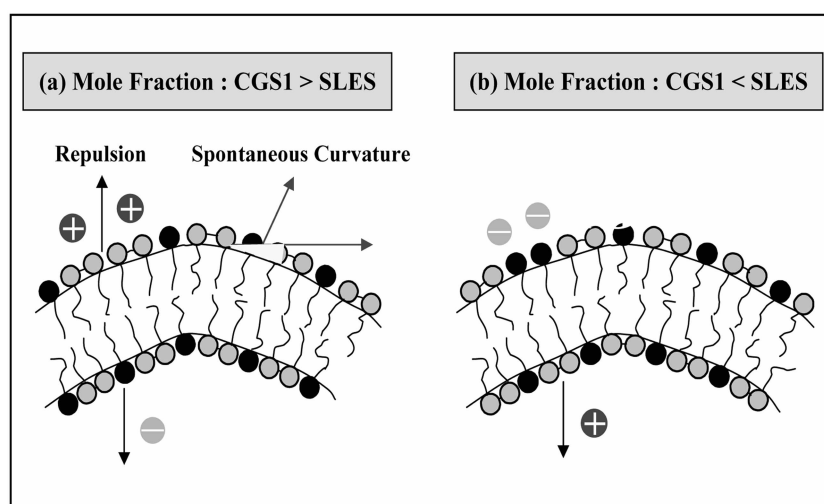 (a) Mole Fraction : CGS1 > SLES
(b) Mole Fraction : CGS1 < SLES
Repulsion
Spontaneous Curvature
+
+
−
−
−
+